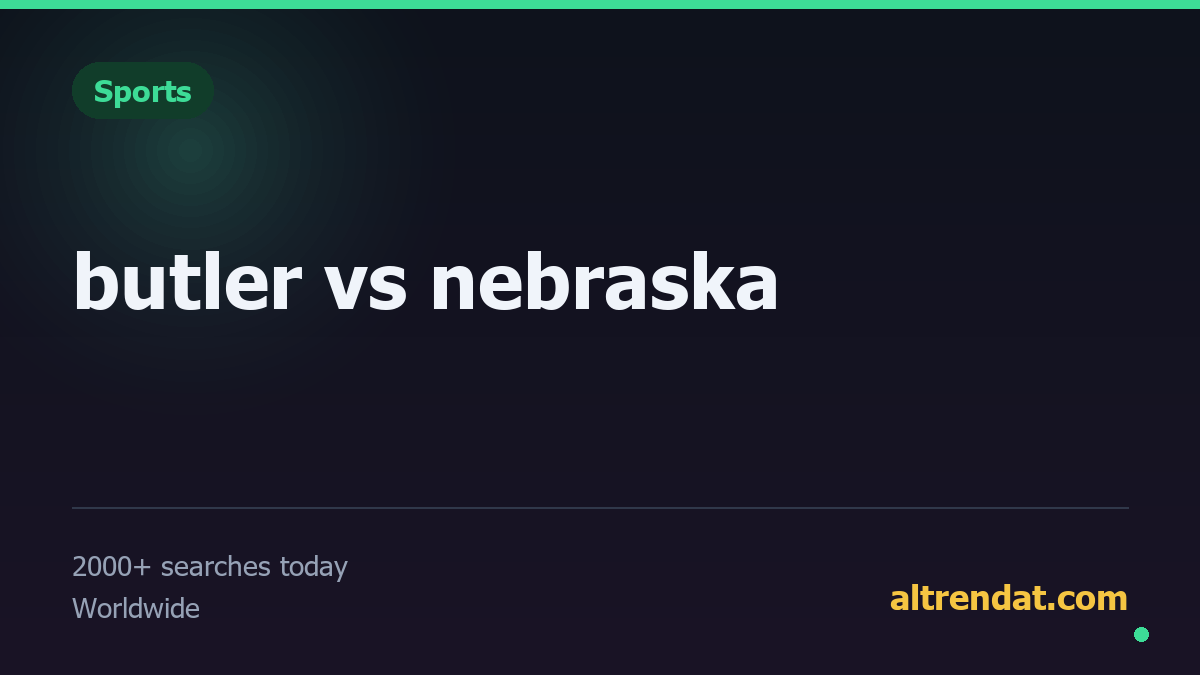 Sports
butler vs nebraska
2000+ searches today
Worldwide
altrendat.com